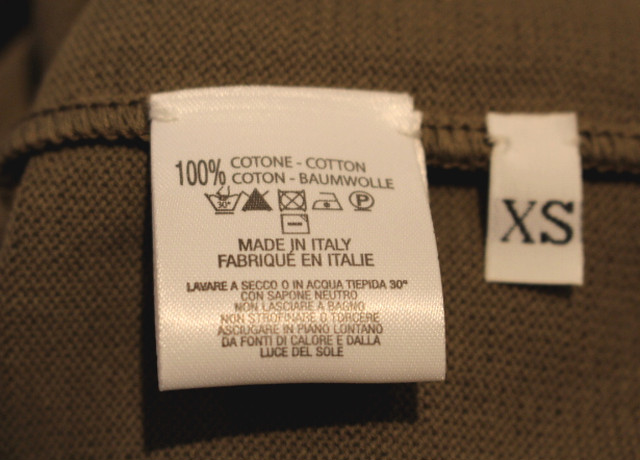 100% COTONE - COTTON
COTON - BAUMWOLLE
30°
P
MADE IN ITALY
FABRIQUÉ EN ITALIE
LAVARE A SECCO O IN ACQUA TIEPIDA 30°
CON SAPONE NEUTRO
NON LASCIARE A BAGNO
NON STROFINARE O TORCERE
ASCIUGARE IN PIANO LONTANO
DA FONTI DI CALORE E DALLA
LUCE DEL SOLE
XS